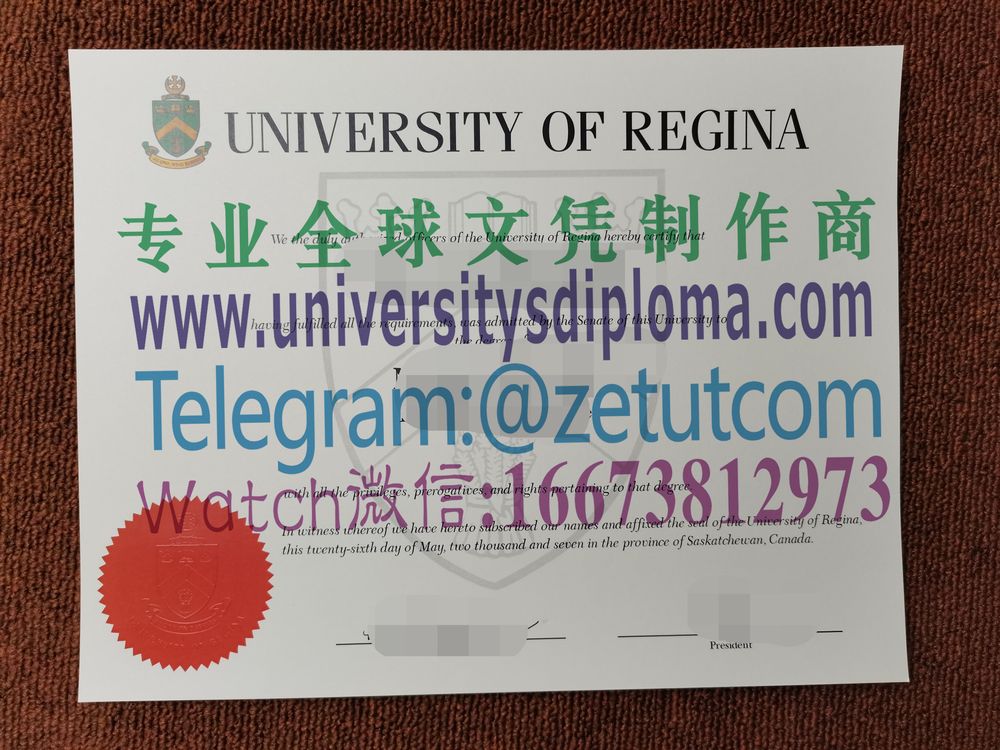 UNIVERSITY OF REGINA
专业全球文凭制作商
We the duly and officers of the University of Regina hereby certify that
www.universitysdiploma.com
having fulfilled all the requirements, was admitted by the Senate of this University to
the degree
Telegram:@zetutcom
Watch微信:16673812973
with all the privileges, prerogatives, and rights pertaining to that degree.
In witness whereof we have hereto subscribed our names and affixed the seal of the University of Regina,
this twenty-sixth day of May, two thousand and seven in the province of Saskatchewan, Canada.
President